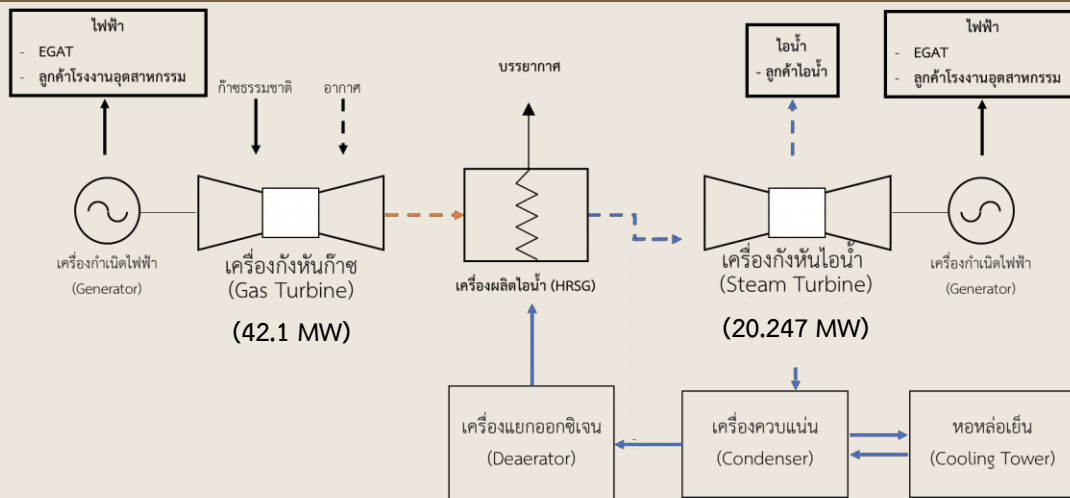 ไฟฟ้า
- EGAT
- ลูกค้าโรงงานอุตสาหกรรม
ก๊าซธรรมชาติ
อากาศ
บรรยากาศ
ไอน้ำ
- ลูกค้าไอน้ำ
ไฟฟ้า
- EGAT
- ลูกค้าโรงงานอุตสาหกรรม
เครื่องกำเนิดไฟฟ้า
(Generator)
เครื่องกังหันก๊าซ
(Gas Turbine)
(42.1 MW)
เครื่องผลิตไอน้ำ (HRSG)
เครื่องกังหันไอน้ำ
(Steam Turbine)
(20.247 MW)
เครื่องกำเนิดไฟฟ้า
(Generator)
เครื่องแยกออกซิเจน
(Deaerator)
เครื่องควบแน่น
(Condenser)
หอหล่อเย็น
(Cooling Tower)